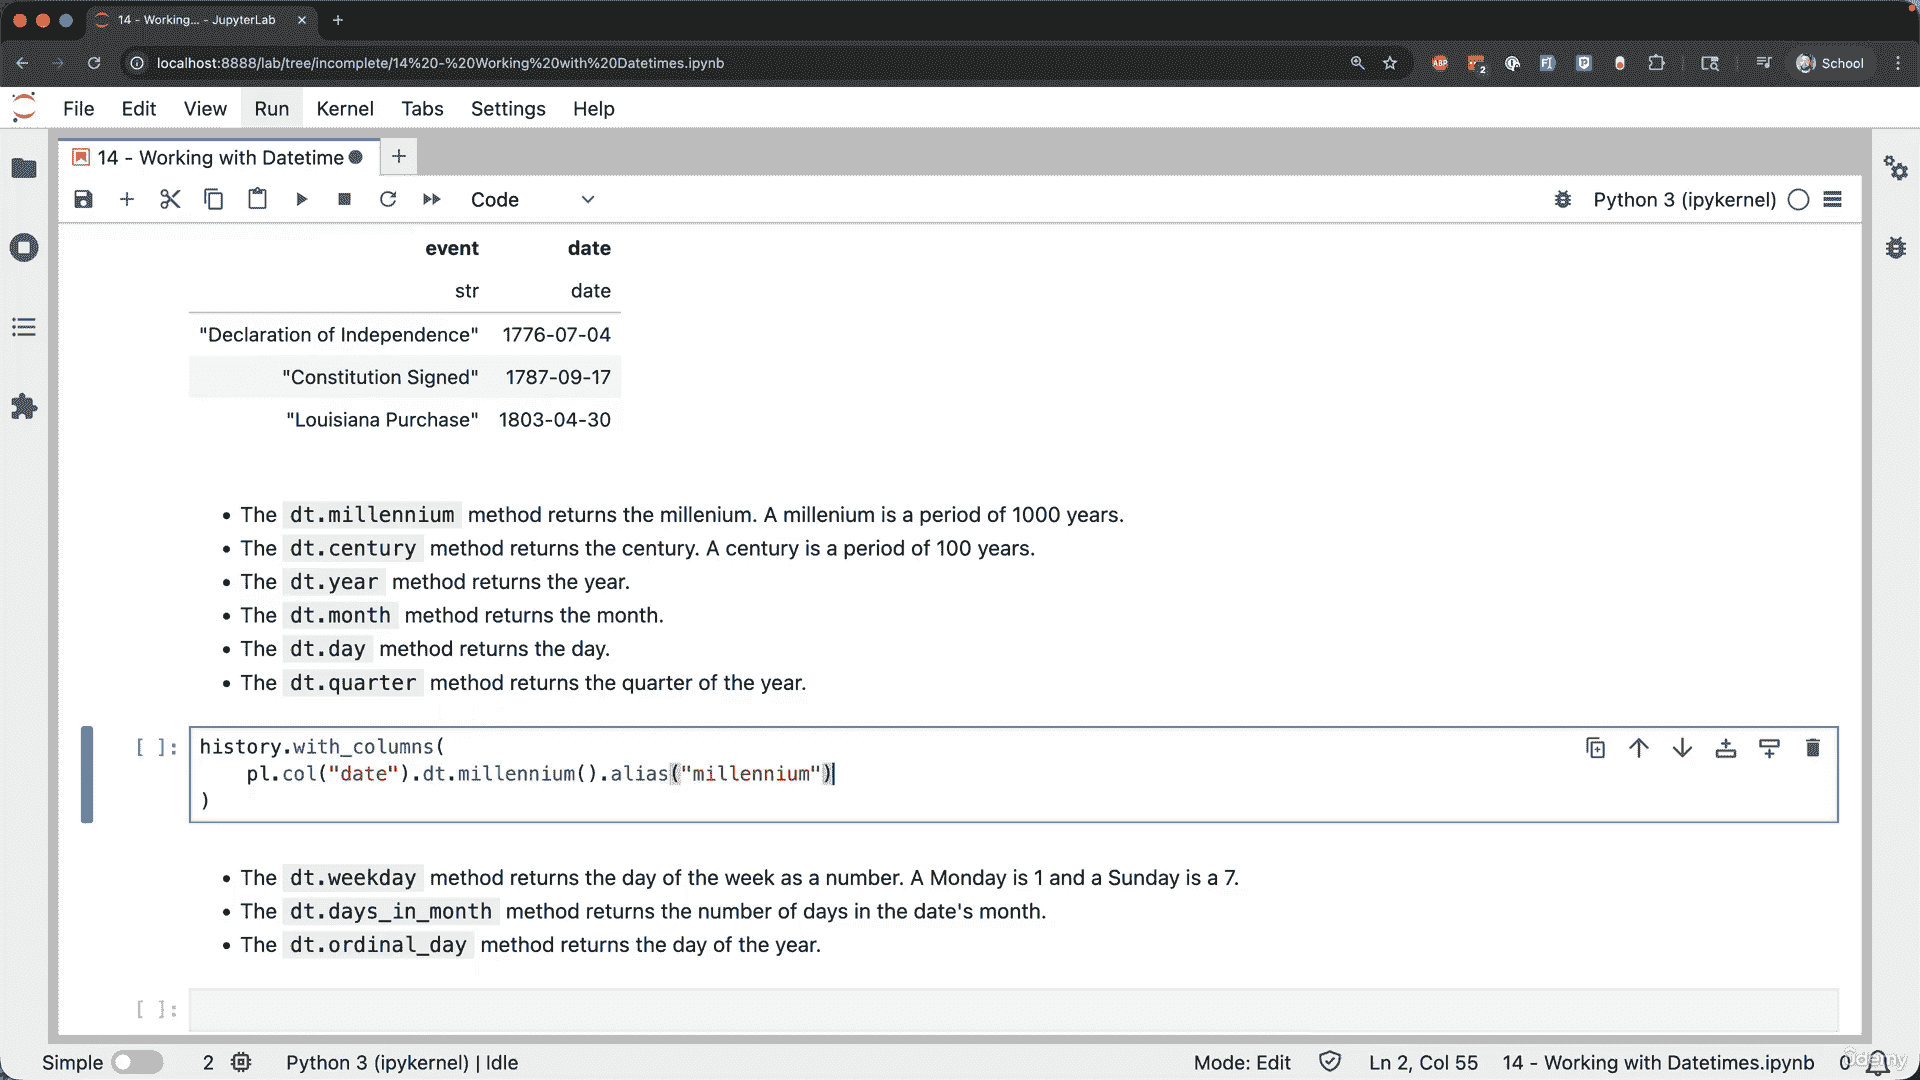 14 - Working... - JupyterLab
localhost:8888/lab/tree/incomplete/14%20-%20Working%20with%20Datetimes.ipynb
ABP
2
School
File Edit View Run Kernel Tabs Settings Help
14 - Working with Datetime
Code
Python 3 (ipykernel)
event date
str date
"Declaration of Independence" 1776-07-04
"Constitution Signed" 1787-09-17
"Louisiana Purchase" 1803-04-30
The dt.millennium method returns the millenium. A millenium is a period of 1000 years.
The dt.century method returns the century. A century is a period of 100 years.
The dt.year method returns the year.
The dt.month method returns the month.
The dt.day method returns the day.
The dt.quarter method returns the quarter of the year.
[ ]: history.with_columns(
pl.col("date").dt.millennium().alias("millennium")
)
The dt.weekday method returns the day of the week as a number. A Monday is 1 and a Sunday is a 7.
The dt.days_in_month method returns the number of days in the date's month.
The dt.ordinal_day method returns the day of the year.
[ ]:
Simple 2 Python 3 (ipykernel) | Idle Mode: Edit Ln 2, Col 55 14 - Working with Datetimes.ipynb 0
udemy